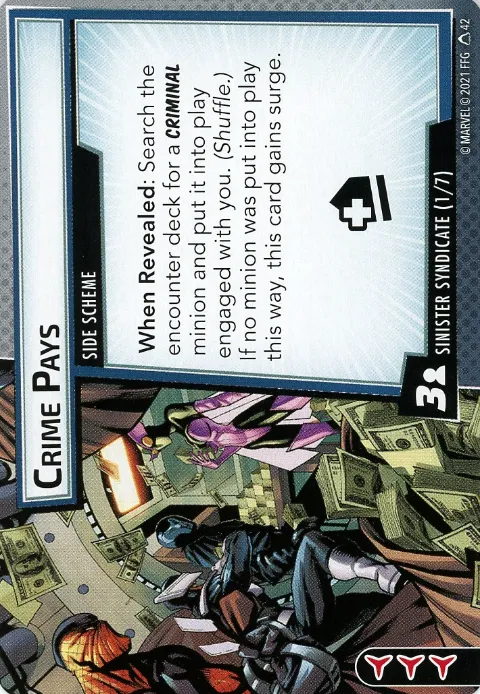 CRIME PAYS
SIDE SCHEME
When Revealed: Search the
encounter deck for a CRIMINAL
minion and put it into play
engaged with you. (Shuffle.)
If no minion was put into play
this way, this card gains surge.
3
SINISTER SYNDICATE (1/7)
© MARVEL © 2021 FFG 42